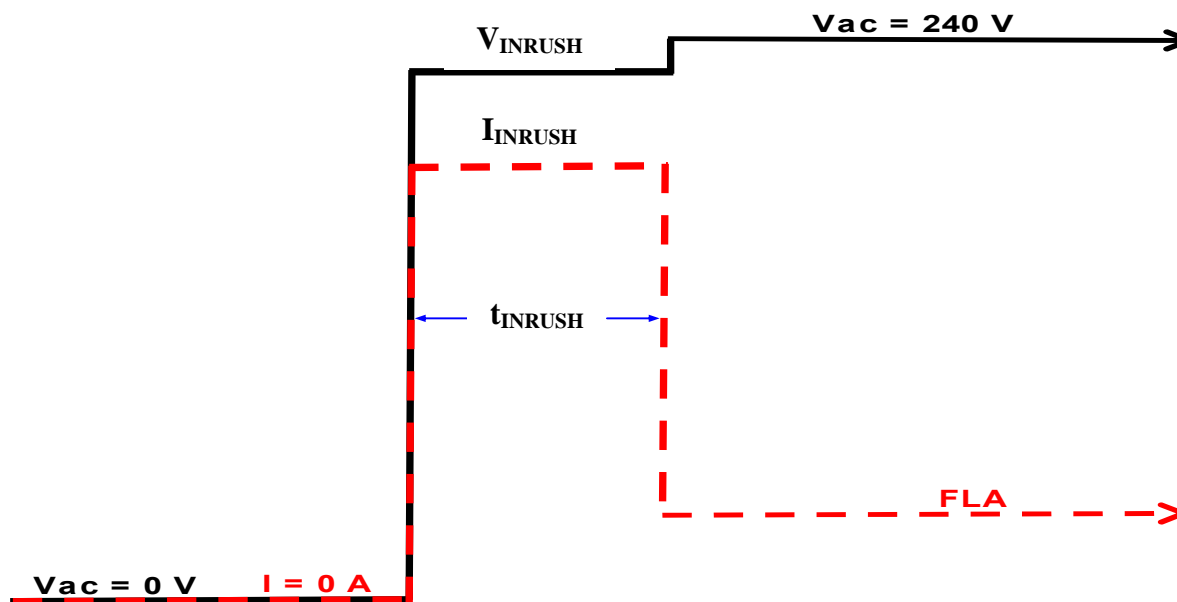 Vac = 240 V
VINRUSH
IINRUSH
tINRUSH
FLA
Vac = 0 V
I = 0 A